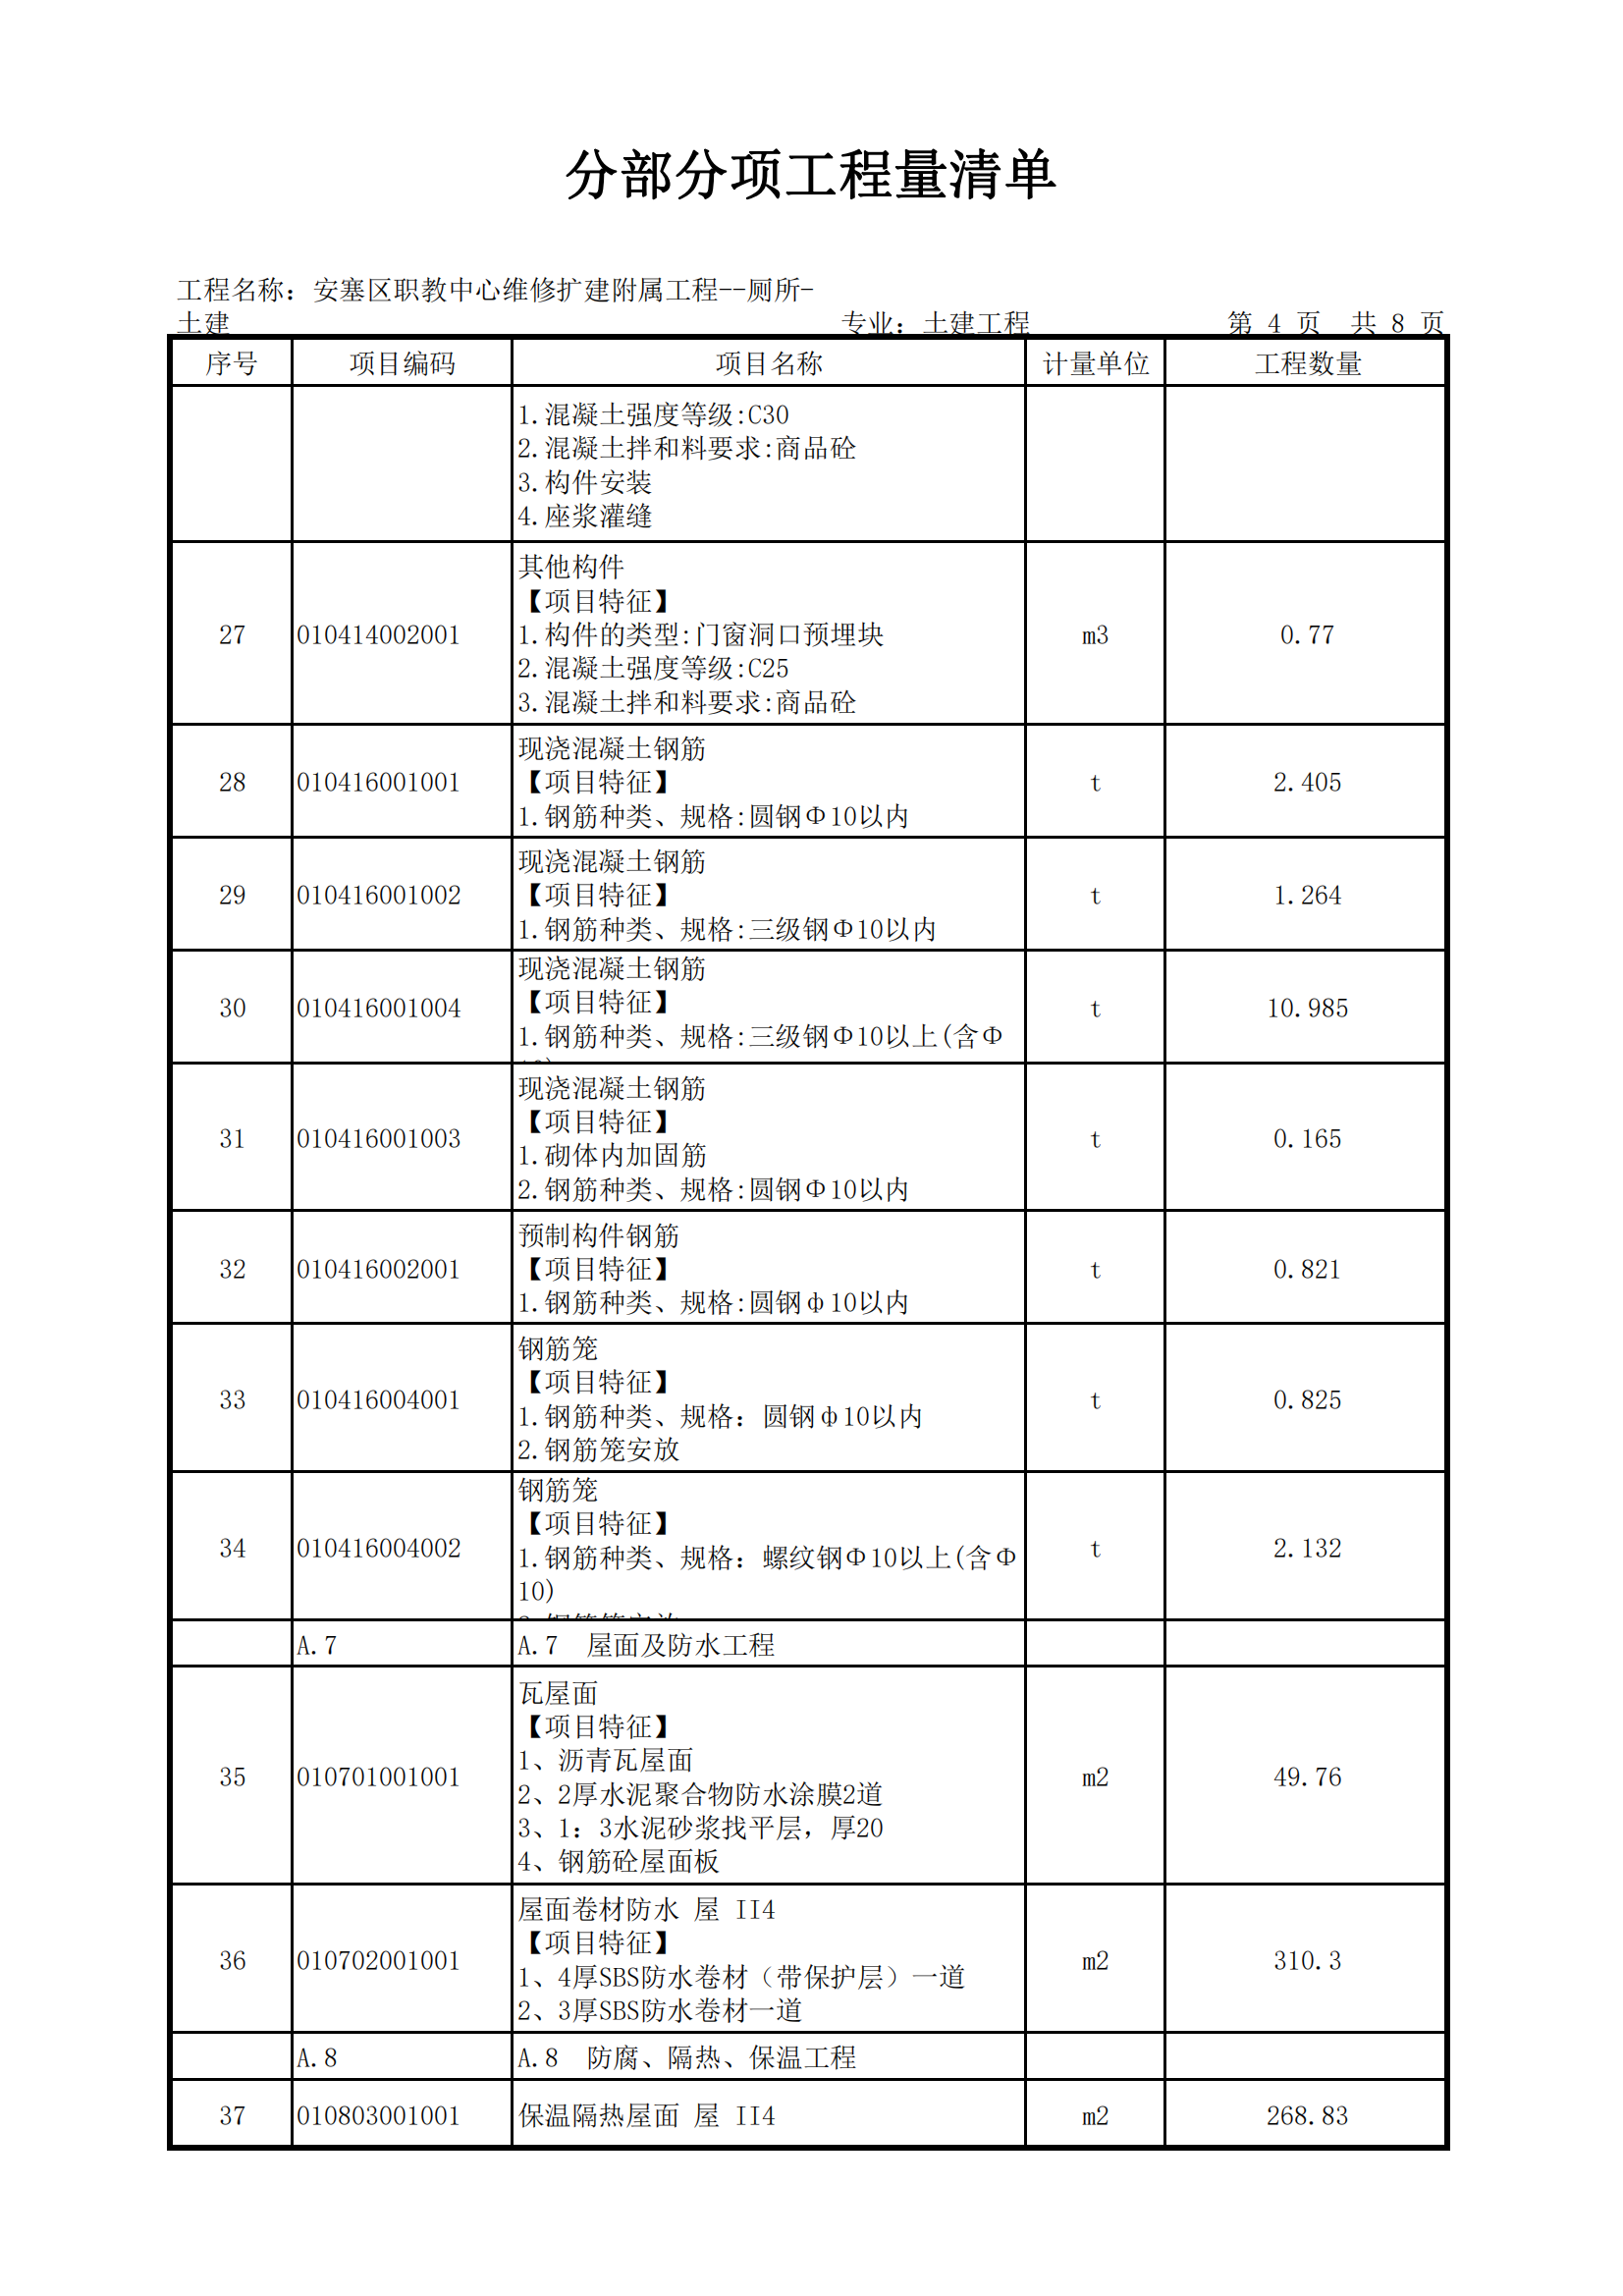 分部分项工程量清单
工程名称：安塞区职教中心维修扩建附属工程--厕所-
土建 专业：土建工程 第 4 页 共 8 页
序号 项目编码 项目名称 计量单位 工程数量
1.混凝土强度等级:C30
2.混凝土拌和料要求:商品砼
3.构件安装
4.座浆灌缝
其他构件
【项目特征】
27 010414002001 1.构件的类型:门窗洞口预埋块 m3 0.77
2.混凝土强度等级:C25
3.混凝土拌和料要求:商品砼
现浇混凝土钢筋
28 010416001001 【项目特征】 t 2.405
1.钢筋种类、规格:圆钢Φ10以内
现浇混凝土钢筋
29 010416001002 【项目特征】 t 1.264
1.钢筋种类、规格:三级钢Φ10以内
现浇混凝土钢筋
30 010416001004 【项目特征】 t 10.985
1.钢筋种类、规格:三级钢Φ10以上(含Φ
现浇混凝土钢筋
【项目特征】
31 010416001003 1.砌体内加固筋 t 0.165
2.钢筋种类、规格:圆钢Φ10以内
预制构件钢筋
32 010416002001 【项目特征】 t 0.821
1.钢筋种类、规格:圆钢ф10以内
钢筋笼
【项目特征】
33 010416004001 1.钢筋种类、规格：圆钢ф10以内 t 0.825
2.钢筋笼安放
钢筋笼
【项目特征】
34 010416004002 1.钢筋种类、规格：螺纹钢Φ10以上(含Φ t 2.132
10)
A.7 A.7 屋面及防水工程
瓦屋面
【项目特征】
1、沥青瓦屋面
35 010701001001 2、2厚水泥聚合物防水涂膜2道 m2 49.76
3、1：3水泥砂浆找平层，厚20
4、钢筋砼屋面板
屋面卷材防水 屋 II4
【项目特征】
36 010702001001 1、4厚SBS防水卷材（带保护层）一道 m2 310.3
2、3厚SBS防水卷材一道
A.8 A.8 防腐、隔热、保温工程
37 010803001001 保温隔热屋面 屋 II4 m2 268.83